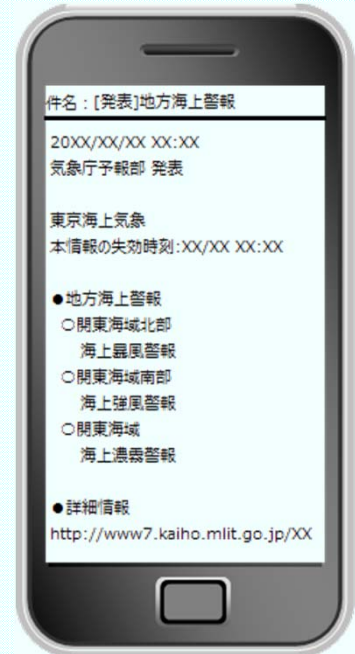 件名：[発表]地方海上警報
20XX/XX/XX XX:XX
気象庁予報部 発表
東京海上気象
本情報の失効時刻:XX/XX XX:XX
●地方海上警報
○関東海域北部
海上暴風警報
○関東海域南部
海上強風警報
○関東海域
海上濃霧警報
●詳細情報
http://www7.kaiho.mlit.go.jp/XX